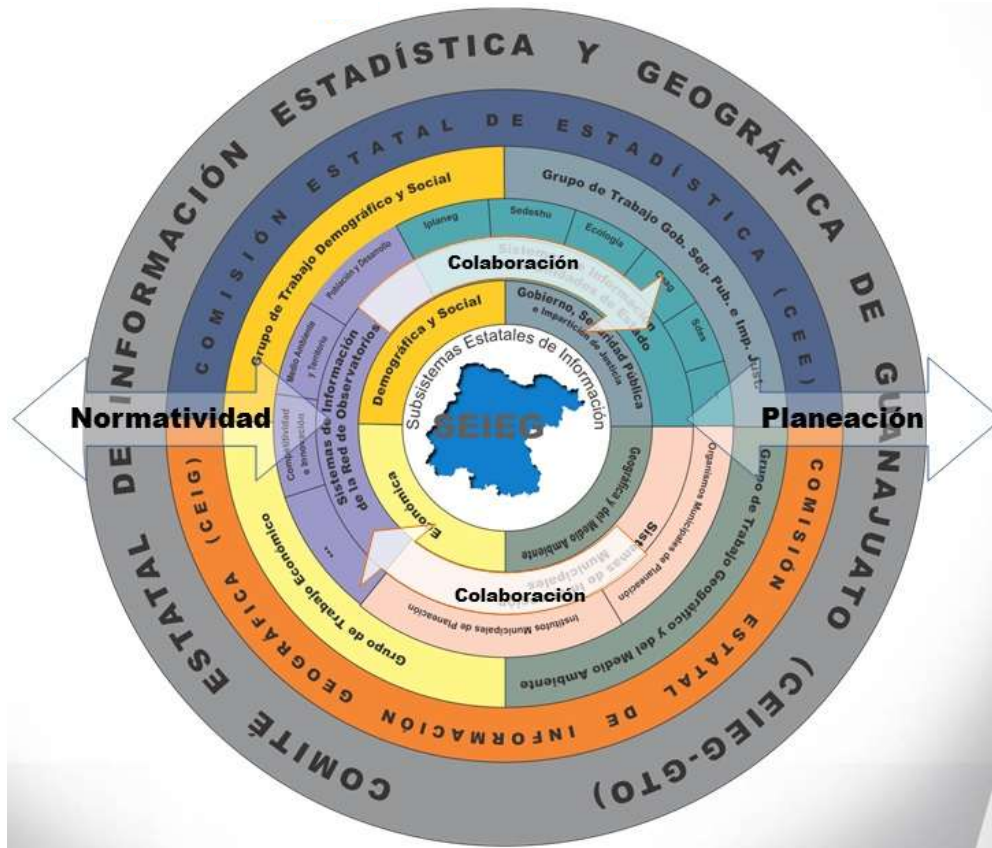 COMITÉ ESTATAL DE INFORMACIÓN ESTADÍSTICA Y GEOGRÁFICA DE GUANAJUATO (CEIEG-GTO)
COMISIÓN ESTATAL DE ESTADÍSTICA (CEE)
COMISIÓN ESTATAL DE INFORMACIÓN GEOGRÁFICA (CEIG)
Grupo de Trabajo Demográfico y Social
Grupo de Trabajo Gob. Seg. Pub. e Imp. Just.
Grupo de Trabajo Económico
Grupo de Trabajo Geográfico y del Medio Ambiente
Iplaneg
Sedeshu
Ecología
Sdes
Población y Desarrollo
Medio Ambiente
y Territorio
Competitividad
e Innovación
...
Sistemas de Información
de la Red de Observatorios
Colaboración
Demográfica y Social
Gobierno, Seguridad Pública
e Impartición de Justicia
Económica
Geográfica y del Medio Ambiente
Subsistemas Estatales de Información
SEIEG
Normatividad
Planeación
Organismos Municipales de Planeación
Institutos Municipales de Planeación
Municipales
Colaboración